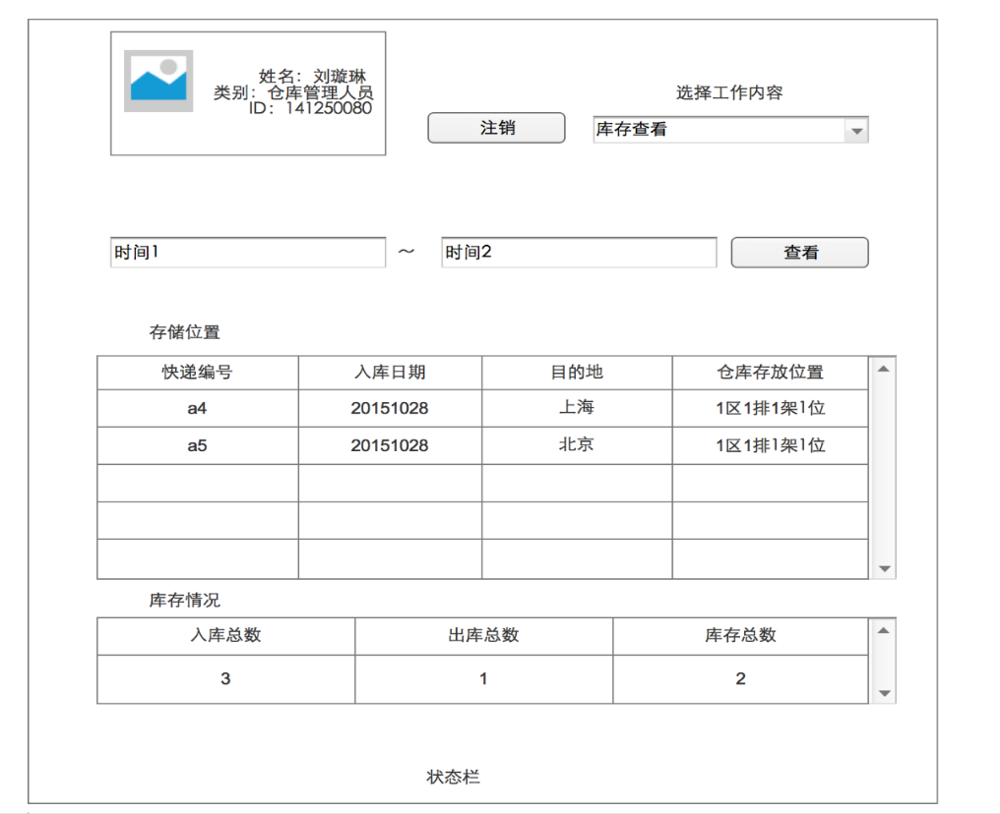 姓名：刘璇琳
类别：仓库管理人员
ID：141250080
选择工作内容
注销
库存查看
时间1 ～ 时间2 查看
存储位置
快递编号 入库日期 目的地 仓库存放位置
a4 20151028 上海 1区1排1架1位
a5 20151028 北京 1区1排1架1位
库存情况
入库总数 出库总数 库存总数
3 1 2
状态栏